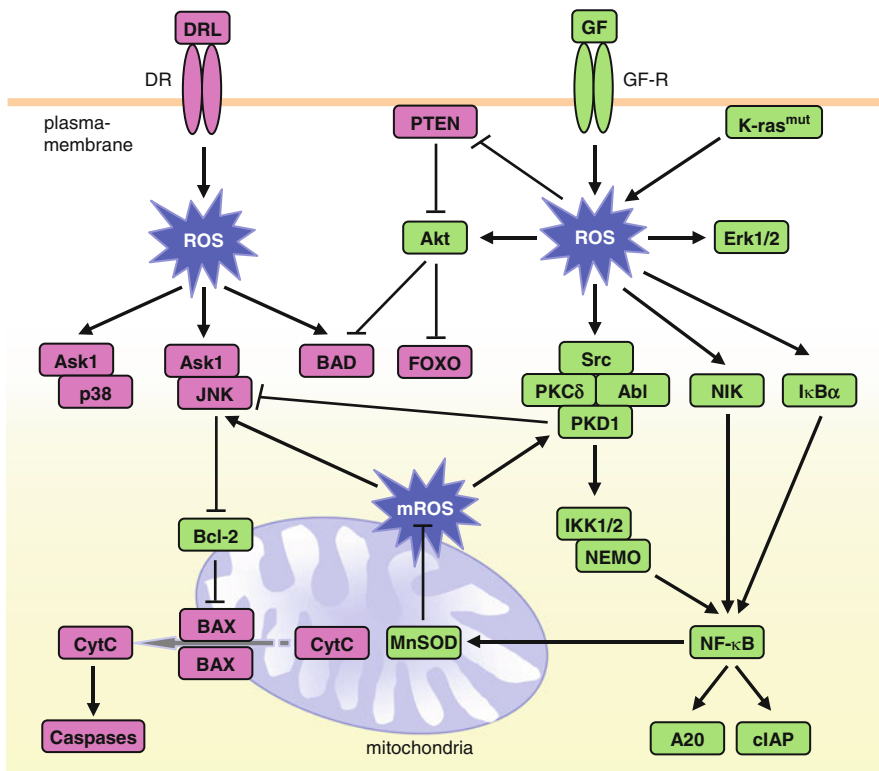 DRL
GF
DR
GF-R
plasma-
membrane
PTEN
K-ras^mut
ROS
Akt
ROS
Erk1/2
Ask1
p38
Ask1
JNK
BAD
FOXO
Src
PKCδ
Abl
PKD1
NIK
IκBα
mROS
Bcl-2
IKK1/2
NEMO
BAX
BAX
CytC
CytC
MnSOD
NF-κB
Caspases
mitochondria
A20
cIAP